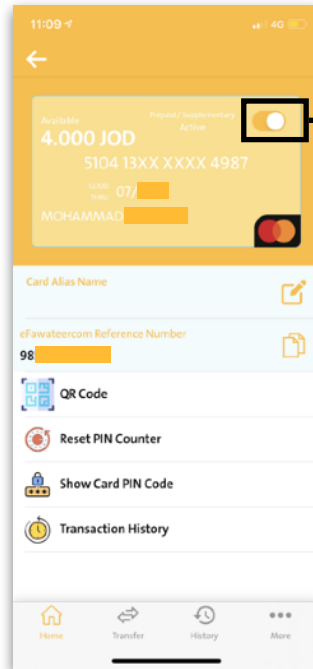 11:09
4G
Available
Prepaid / Supplementary
Active
4.000 JOD
5104 13XX XXXX 4987
GOOD
THRU
07/
MOHAMMAD
Card Alias Name
eFawateercom Reference Number
98
QR Code
Reset PIN Counter
Show Card PIN Code
Transaction History
Home
Transfer
History
More